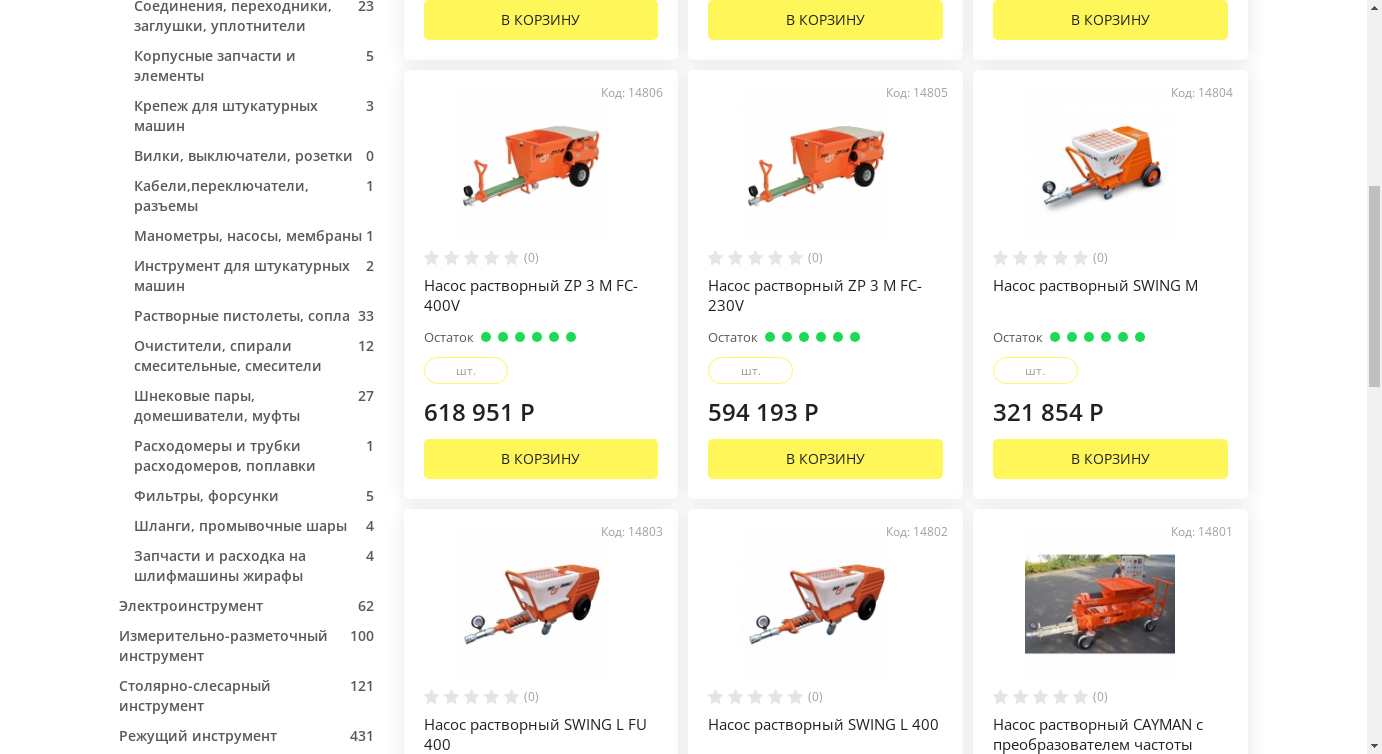 Соединения, переходники, 23
заглушки, уплотнители
Корпусные запчасти и 5
элементы
Крепеж для штукатурных 3
машин
Вилки, выключатели, розетки 0
Кабели,переключатели, 1
разъемы
Манометры, насосы, мембраны 1
Инструмент для штукатурных 2
машин
Растворные пистолеты, сопла 33
Очистители, спирали 12
смесительные, смесители
Шнековые пары, 27
домешиватели, муфты
Расходомеры и трубки 1
расходомеров, поплавки
Фильтры, форсунки 5
Шланги, промывочные шары 4
Запчасти и расходка на 4
шлифмашины жирафы
Электроинструмент 62
Измерительно-разметочный 100
инструмент
Столярно-слесарный 121
инструмент
Режущий инструмент 431
В КОРЗИНУ
В КОРЗИНУ
В КОРЗИНУ
Код: 14806
(0)
Насос растворный ZP 3 M FC-
400V
Остаток
шт.
618 951 Р
В КОРЗИНУ
Код: 14805
(0)
Насос растворный ZP 3 M FC-
230V
Остаток
шт.
594 193 Р
В КОРЗИНУ
Код: 14804
(0)
Насос растворный SWING M
Остаток
шт.
321 854 Р
В КОРЗИНУ
Код: 14803
(0)
Насос растворный SWING L FU
400
Код: 14802
(0)
Насос растворный SWING L 400
Код: 14801
(0)
Насос растворный CAYMAN с
преобразователем частоты